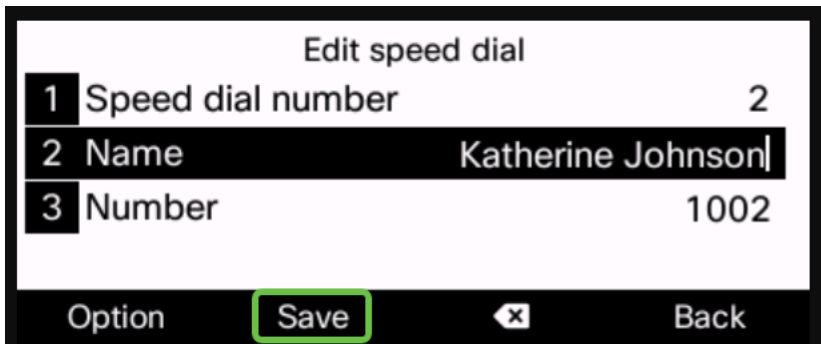 Edit speed dial
1 Speed dial number 2
2 Name Katherine Johnson
3 Number 1002
Option Save Back